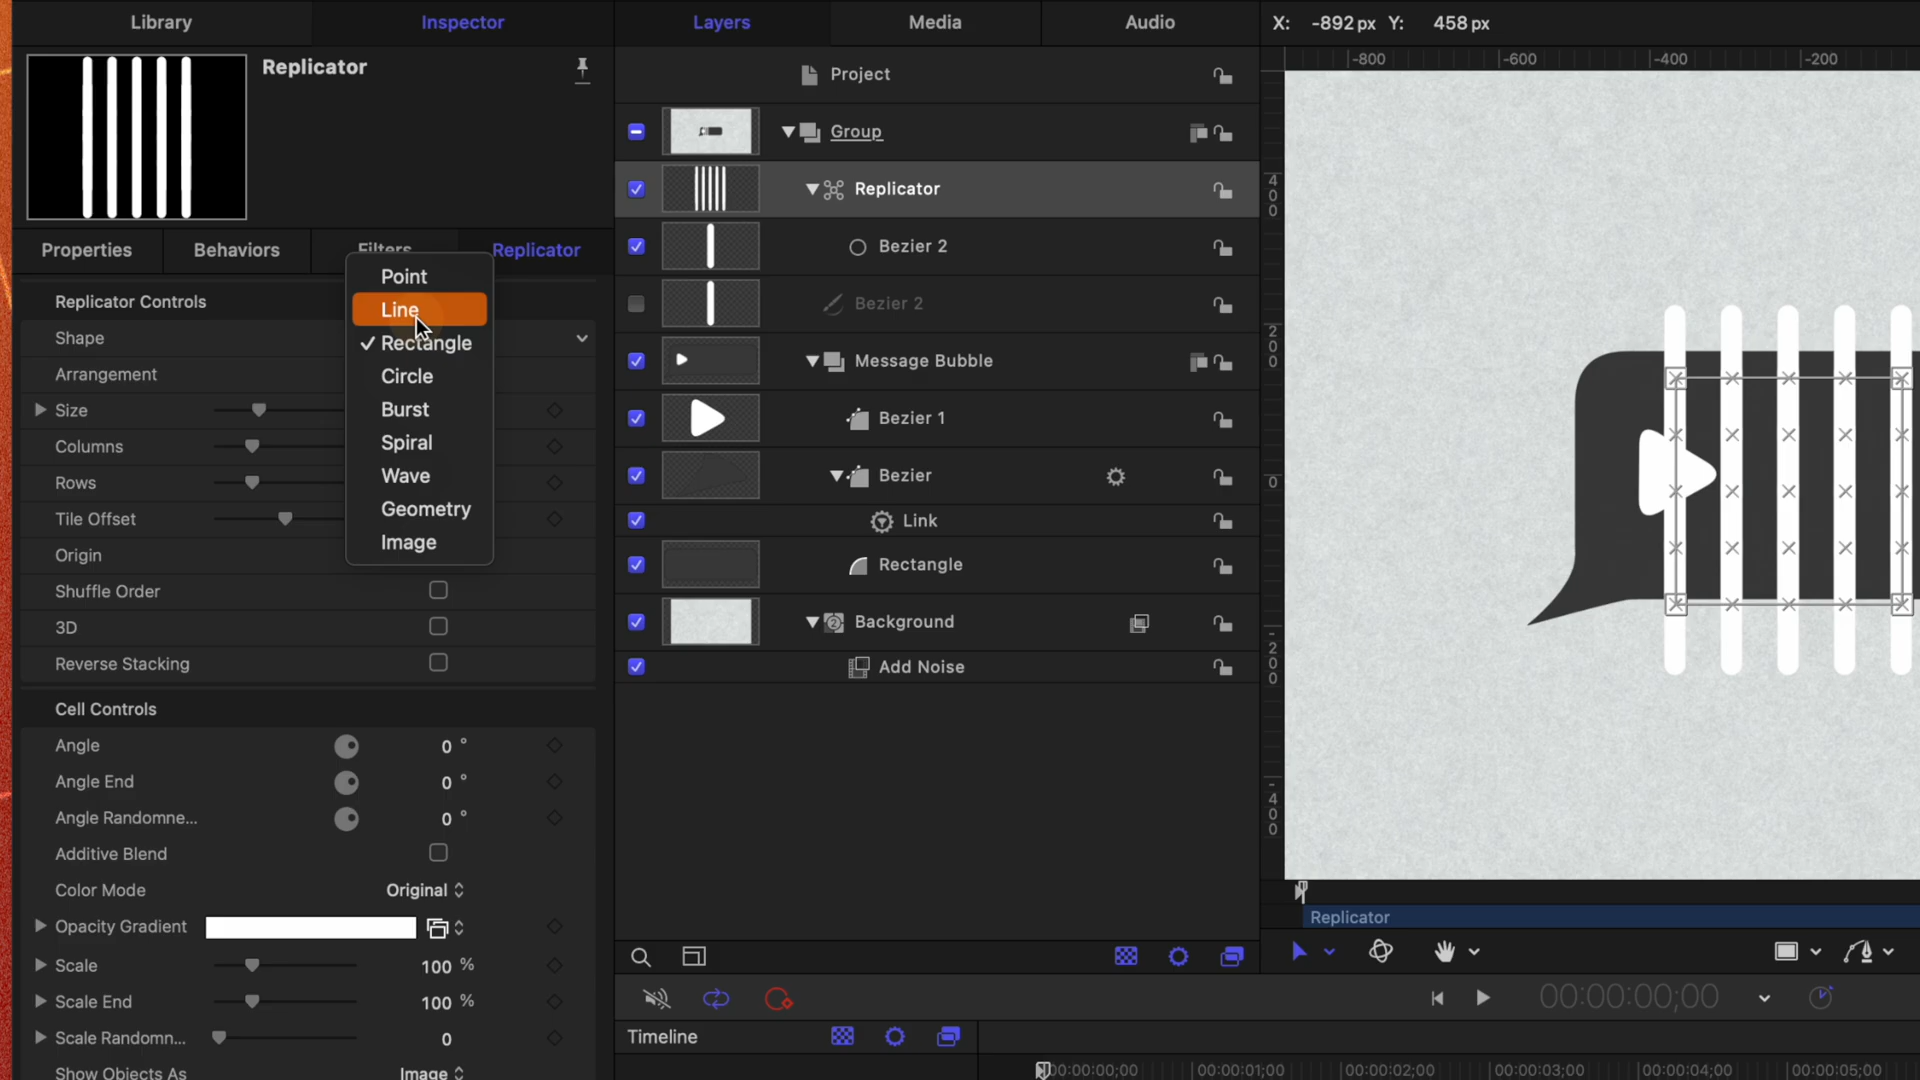 Library
Inspector
Layers
Media
Audio
X: -892 px Y: 458 px
Replicator
Properties
Behaviors
Filters
Replicator
Replicator Controls
Shape
Arrangement
Size
Columns
Rows
Tile Offset
Origin
Shuffle Order
3D
Reverse Stacking
Point
Line
✓ Rectangle
Circle
Burst
Spiral
Wave
Geometry
Image
Cell Controls
Angle 0 °
Angle End 0 °
Angle Randomne... 0 °
Additive Blend
Color Mode Original
Opacity Gradient
Scale 100 %
Scale End 100 %
Scale Randomn... 0
Show Objects As Image
Project
Group
Replicator
Bezier 2
Bezier 2
Message Bubble
Bezier 1
Bezier
Link
Rectangle
Background
Add Noise
-800 -600 -400 -200
400
200
0
-200
-400
Replicator
00:00:00;00
Timeline
00:00:00;00 00:00:01;00 00:00:02;00 00:00:03;00 00:00:04;00 00:00:05;00